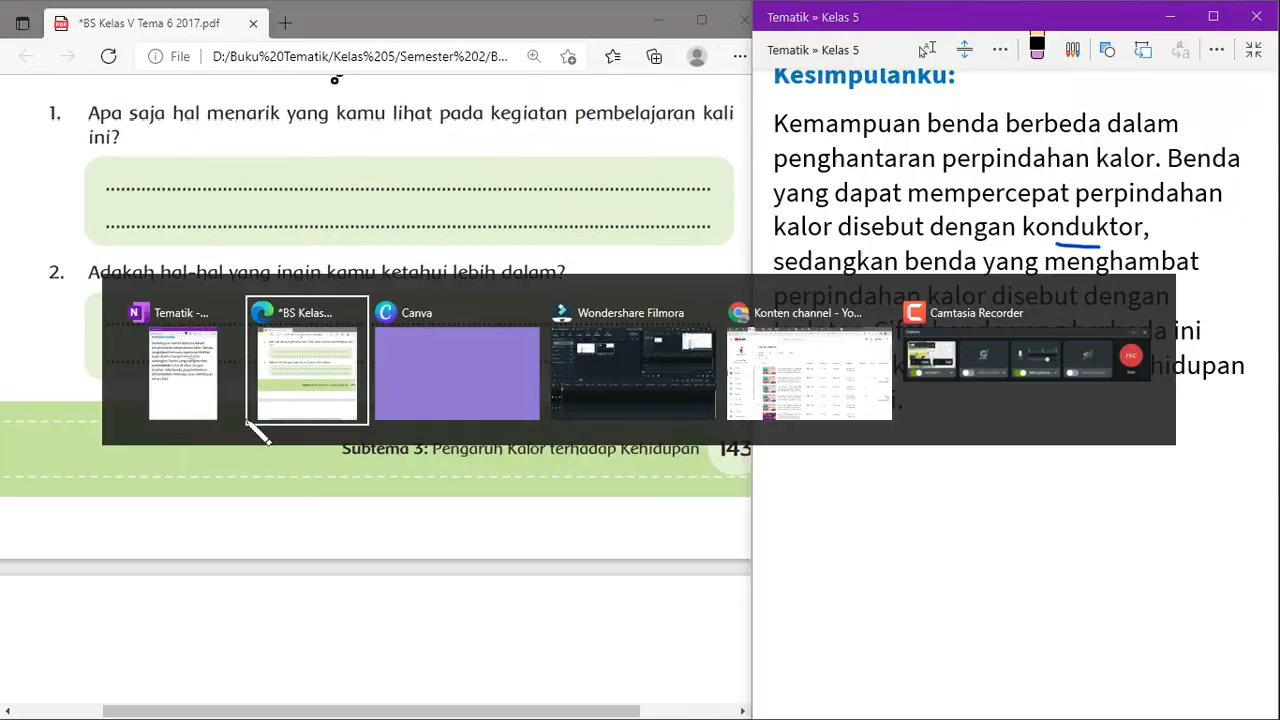 *BS Kelas V Tema 6 2017.pdf
File
D:/Buku%20Tematik/Kelas%205/Semester%202/B...
1. Apa saja hal menarik yang kamu lihat pada kegiatan pembelajaran kali
ini?
2. Adakah hal-hal yang ingin kamu ketahui lebih dalam?
Subtema 3: Pengaruh Kalor terhadap Kehidupan 143
Tematik » Kelas 5
Tematik » Kelas 5
Kesimpulanku:
Kemampuan benda berbeda dalam
penghantaran perpindahan kalor. Benda
yang dapat mempercepat perpindahan
kalor disebut dengan konduktor,
sedangkan benda yang menghambat
perpindahan kalor disebut dengan
ini
hidupan
Tematik -...
*BS Kelas...
Canva
Wondershare Filmora
Konten channel - Yo...
Camtasia Recorder
rec